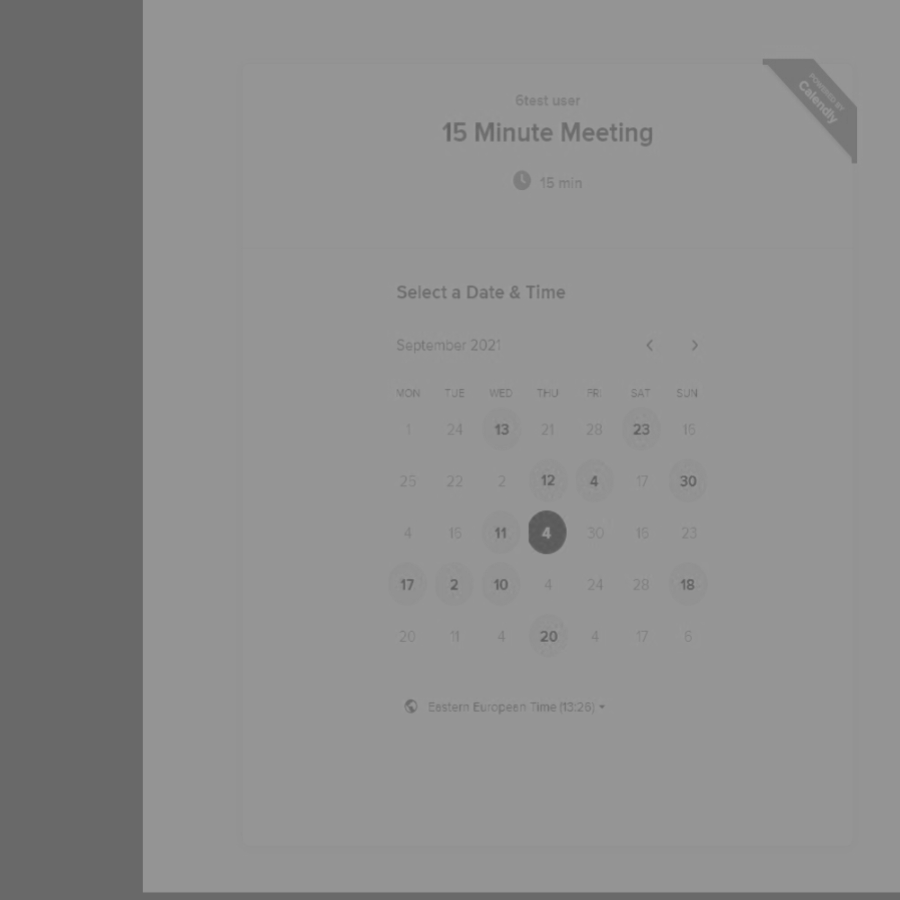 POWERED BY
Calendly
6test user
15 Minute Meeting
15 min
Select a Date & Time
September 2021
MON TUE WED THU FRI SAT SUN
1 24 13 21 28 23 16
25 22 2 12 4 17 30
4 15 11 4 30 16 23
17 2 10 4 24 28 18
20 11 4 20 4 17 6
Eastern European Time (13:26)